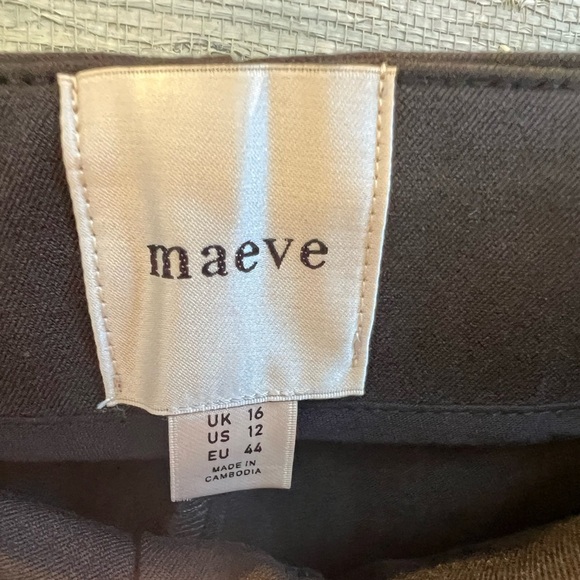 maeve
UK 16
US 12
EU 44
MADE IN
CAMBODIA